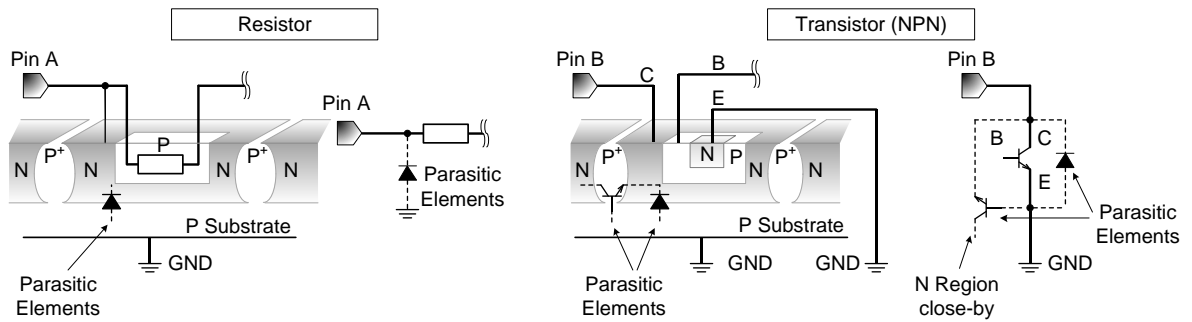 Resistor
Transistor (NPN)
Pin A
Pin B
Pin B
C
B
E
Pin A
P
N
P+
N
N
P+
N
Parasitic
Elements
P Substrate
GND
Parasitic
Elements
N
P+
N
N
P
P+
N
P Substrate
GND
GND
Parasitic
Elements
B
C
E
Parasitic
Elements
GND
N Region
close-by